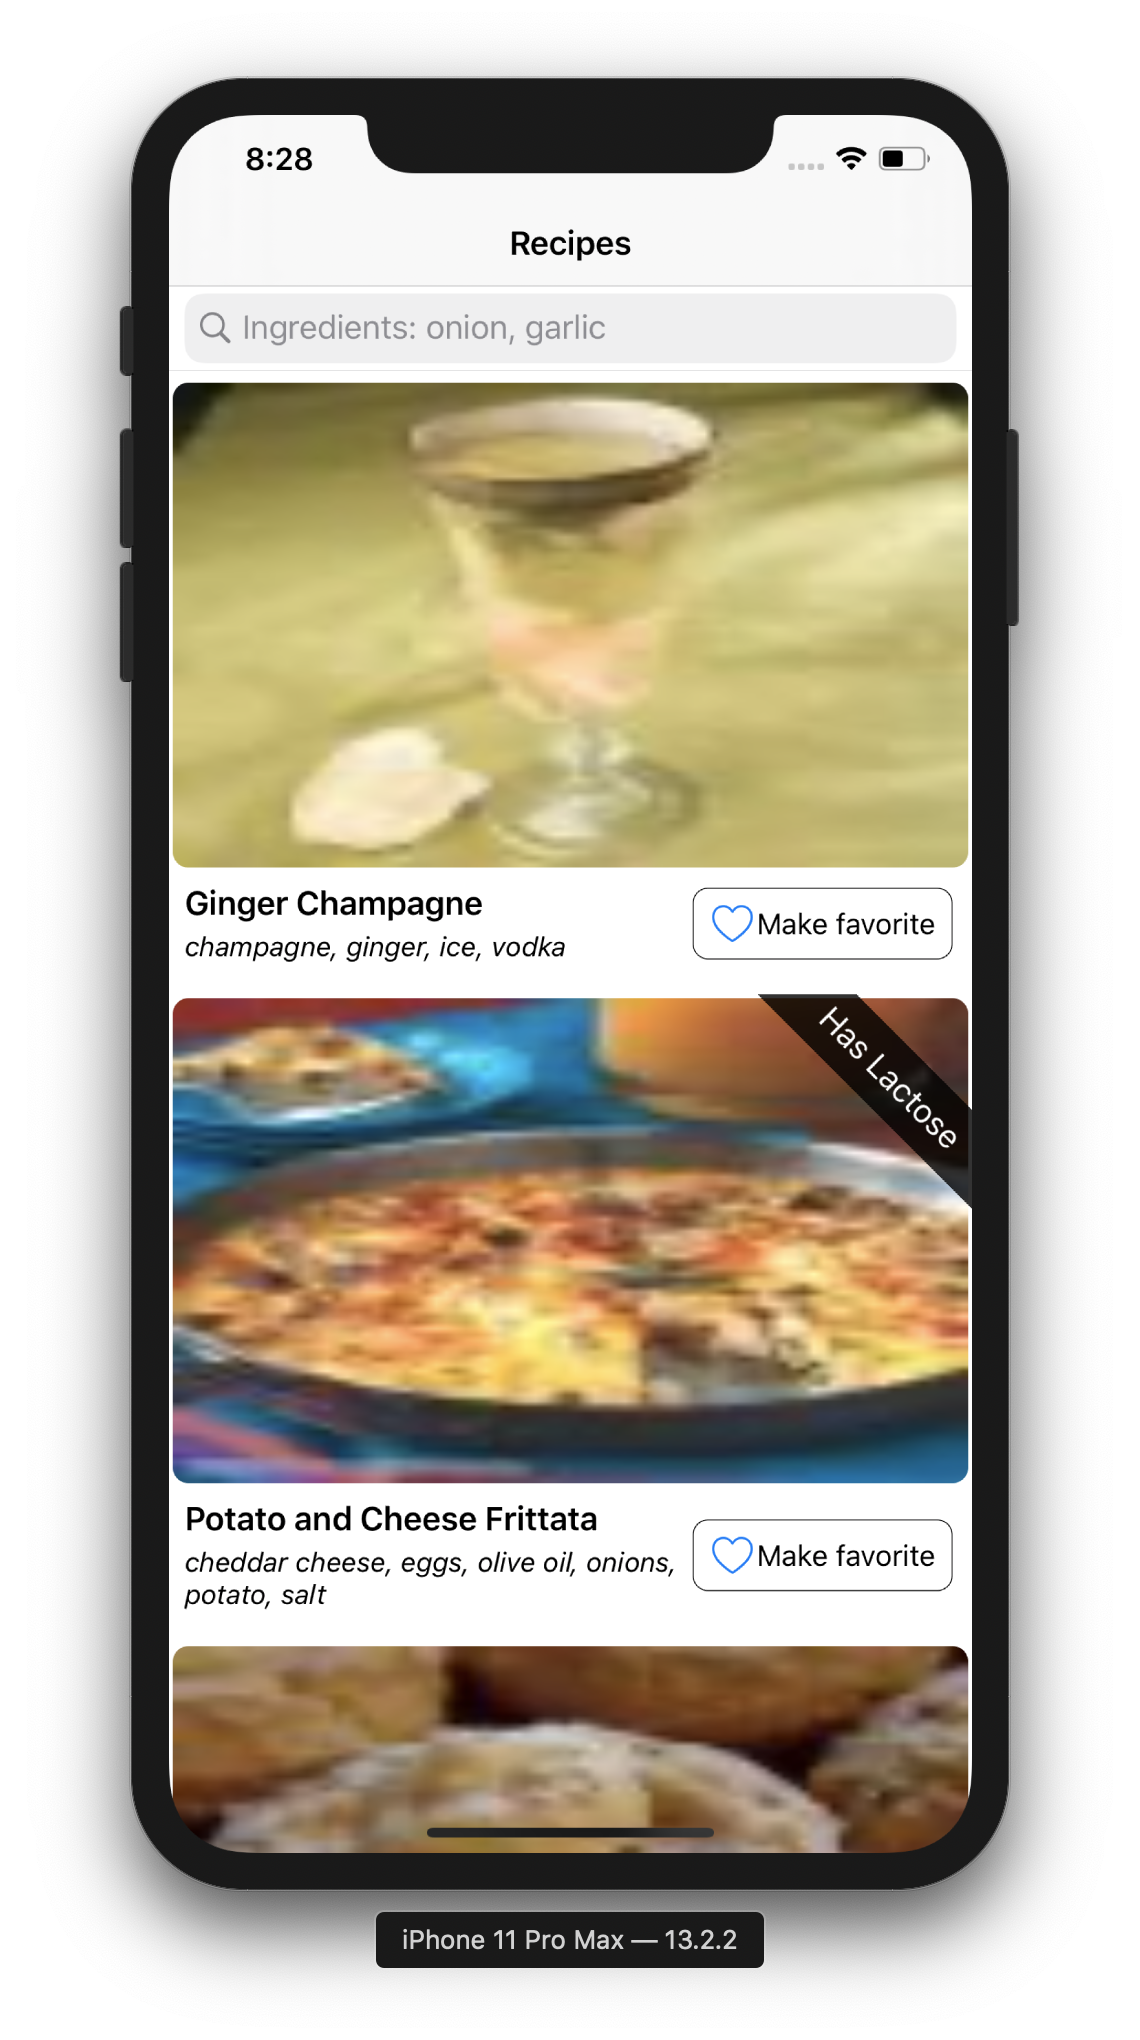 8:28
Recipes
Ingredients: onion, garlic
Ginger Champagne
champagne, ginger, ice, vodka
Make favorite
Has Lactose
Potato and Cheese Frittata
cheddar cheese, eggs, olive oil, onions,
potato, salt
Make favorite
iPhone 11 Pro Max — 13.2.2